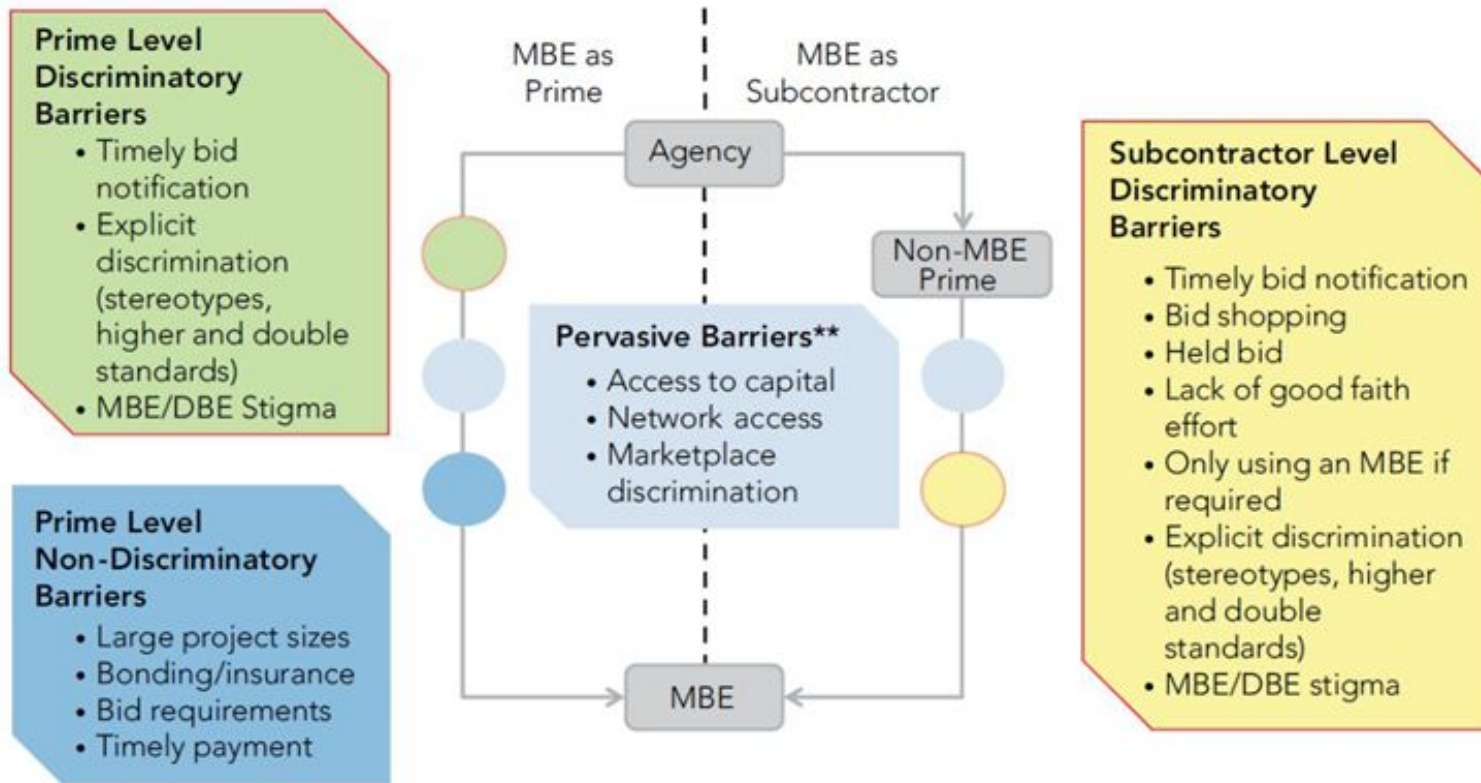 Prime Level
Discriminatory
Barriers
• Timely bid
notification
• Explicit
discrimination
(stereotypes,
higher and double
standards)
• MBE/DBE Stigma
Prime Level
Non-Discriminatory
Barriers
• Large project sizes
• Bonding/insurance
• Bid requirements
• Timely payment
MBE as
Prime
MBE as
Subcontractor
Agency
Non-MBE
Prime
Pervasive Barriers**
• Access to capital
• Network access
• Marketplace
discrimination
MBE
Subcontractor Level
Discriminatory
Barriers
• Timely bid notification
• Bid shopping
• Held bid
• Lack of good faith
effort
• Only using an MBE if
required
• Explicit discrimination
(stereotypes, higher
and double
standards)
• MBE/DBE stigma